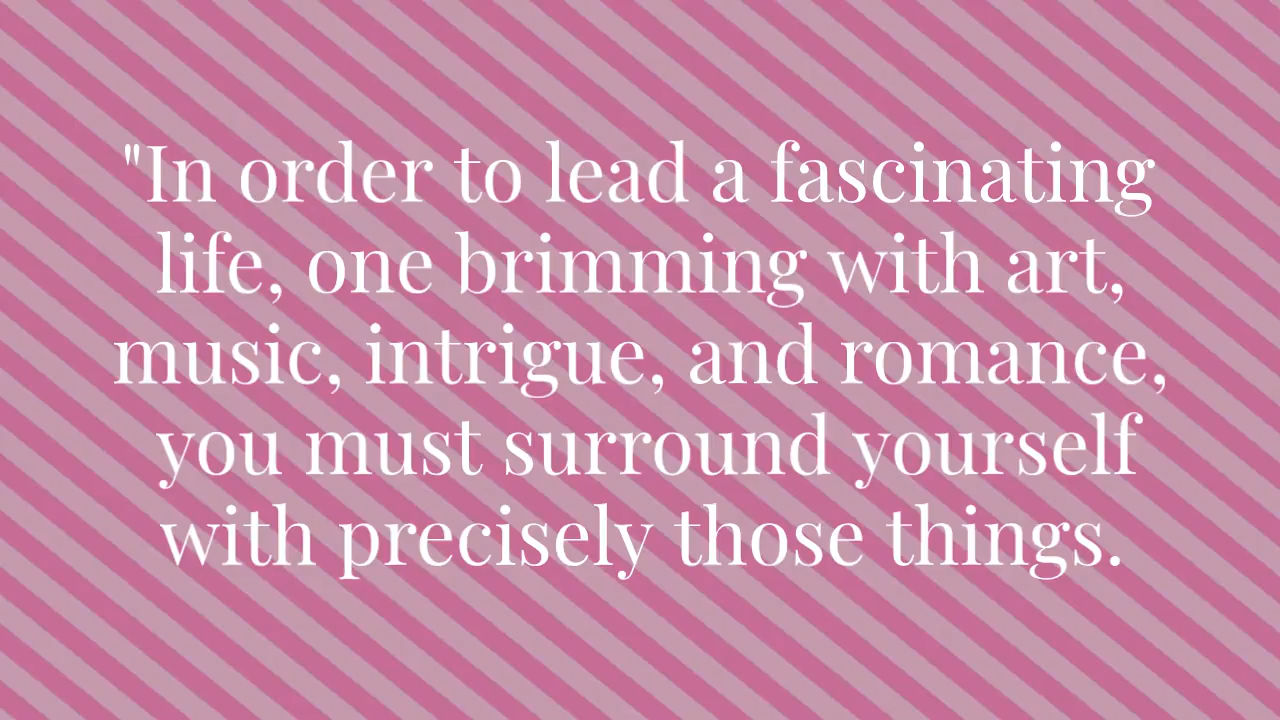 "In order to lead a fascinating
life, one brimming with art,
music, intrigue, and romance,
you must surround yourself
with precisely those things.